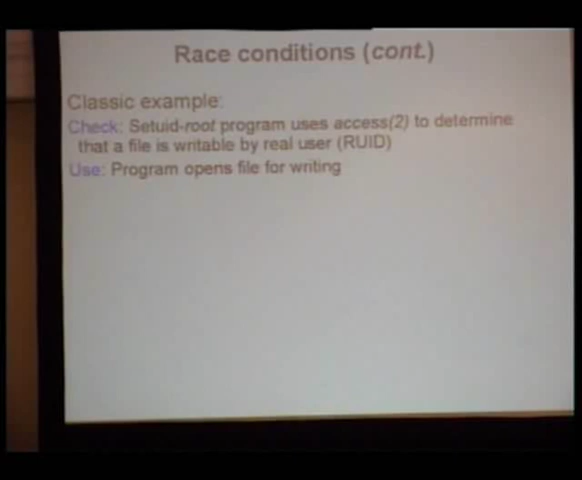 Race conditions (cont.)
Classic example:
Check: Setuid-root program uses access(2) to determine
that a file is writable by real user (RUID)
Use: Program opens file for writing